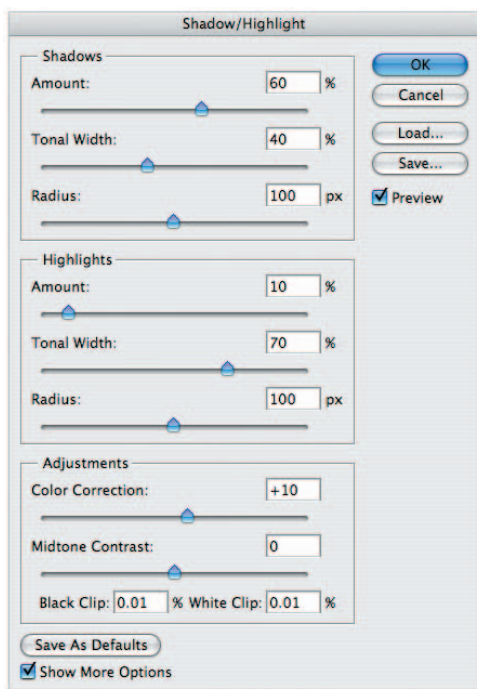 Shadow/Highlight
Shadows
Amount: 60 %
Tonal Width: 40 %
Radius: 100 px
Highlights
Amount: 10 %
Tonal Width: 70 %
Radius: 100 px
Adjustments
Color Correction: +10
Midtone Contrast: 0
Black Clip: 0.01 % White Clip: 0.01 %
Save As Defaults
Show More Options
OK
Cancel
Load...
Save...
Preview